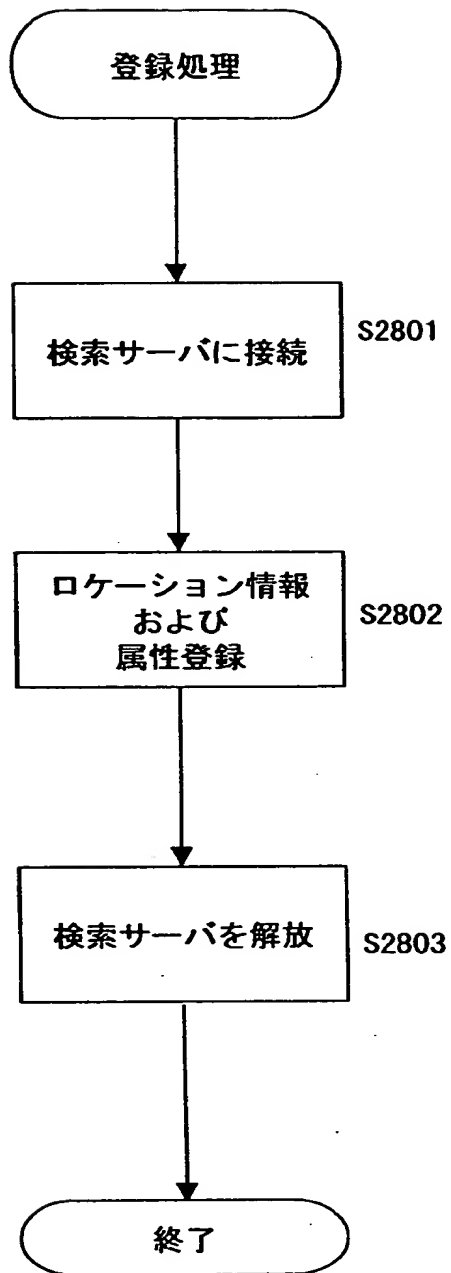 登録処理
検索サーバに接続
S2801
ロケーション情報
および
属性登録
S2802
検索サーバを解放
S2803
終了